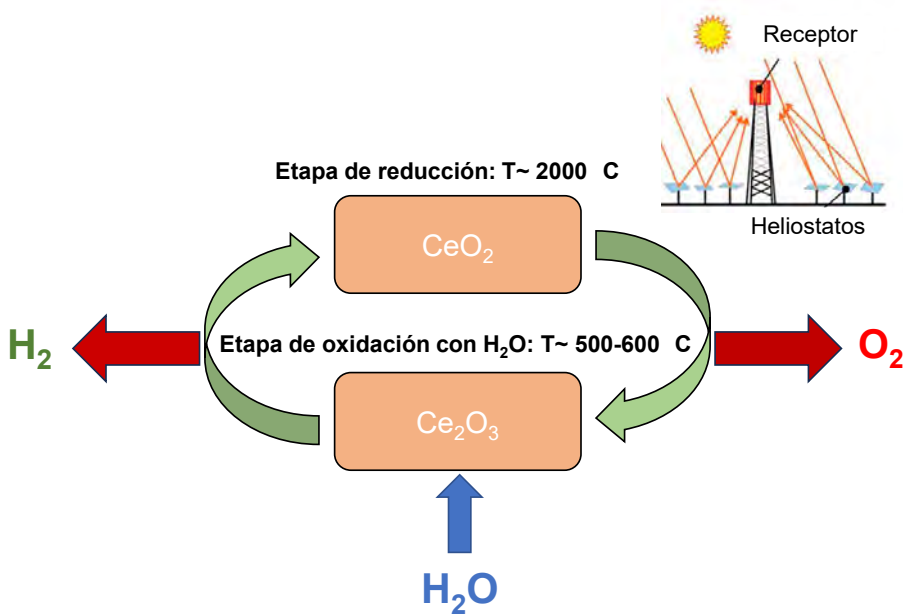 Receptor
Heliostatos
Etapa de reducción: T~ 2000 C
CeO₂
H₂
Etapa de oxidación con H₂O: T~ 500-600 C
O₂
Ce₂O₃
H₂O